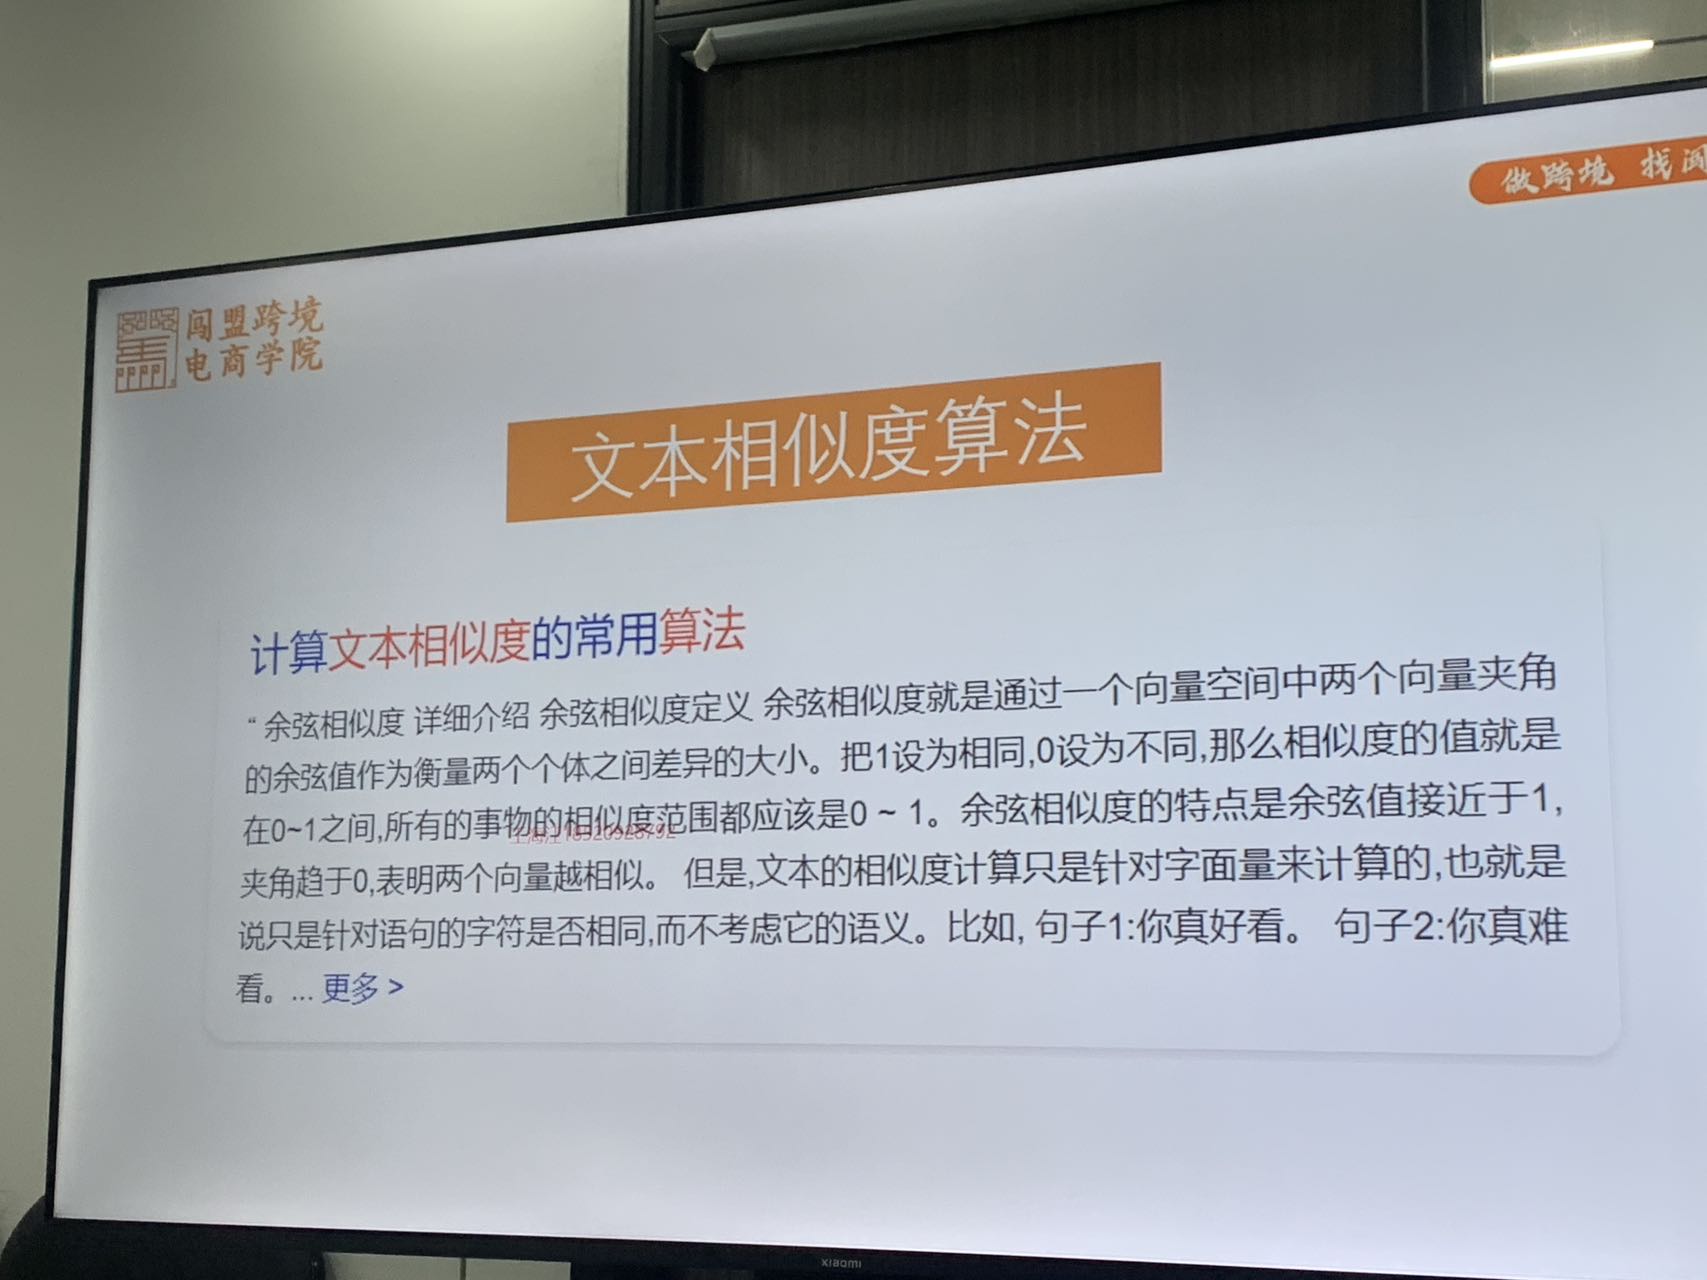 做跨境 找闯
闯盟跨境
电商学院
文本相似度算法
计算文本相似度的常用算法
“ 余弦相似度 详细介绍 余弦相似度定义 余弦相似度就是通过一个向量空间中两个向量夹角
的余弦值作为衡量两个个体之间差异的大小。把1设为相同,0设为不同,那么相似度的值就是
在0~1之间,所有的事物的相似度范围都应该是0 ~ 1。余弦相似度的特点是余弦值接近于1,
夹角趋于0,表明两个向量越相似。 但是,文本的相似度计算只是针对字面量来计算的,也就是
说只是针对语句的字符是否相同,而不考虑它的语义。比如, 句子1:你真好看。 句子2:你真难
看。... 更多 >
xiaomi